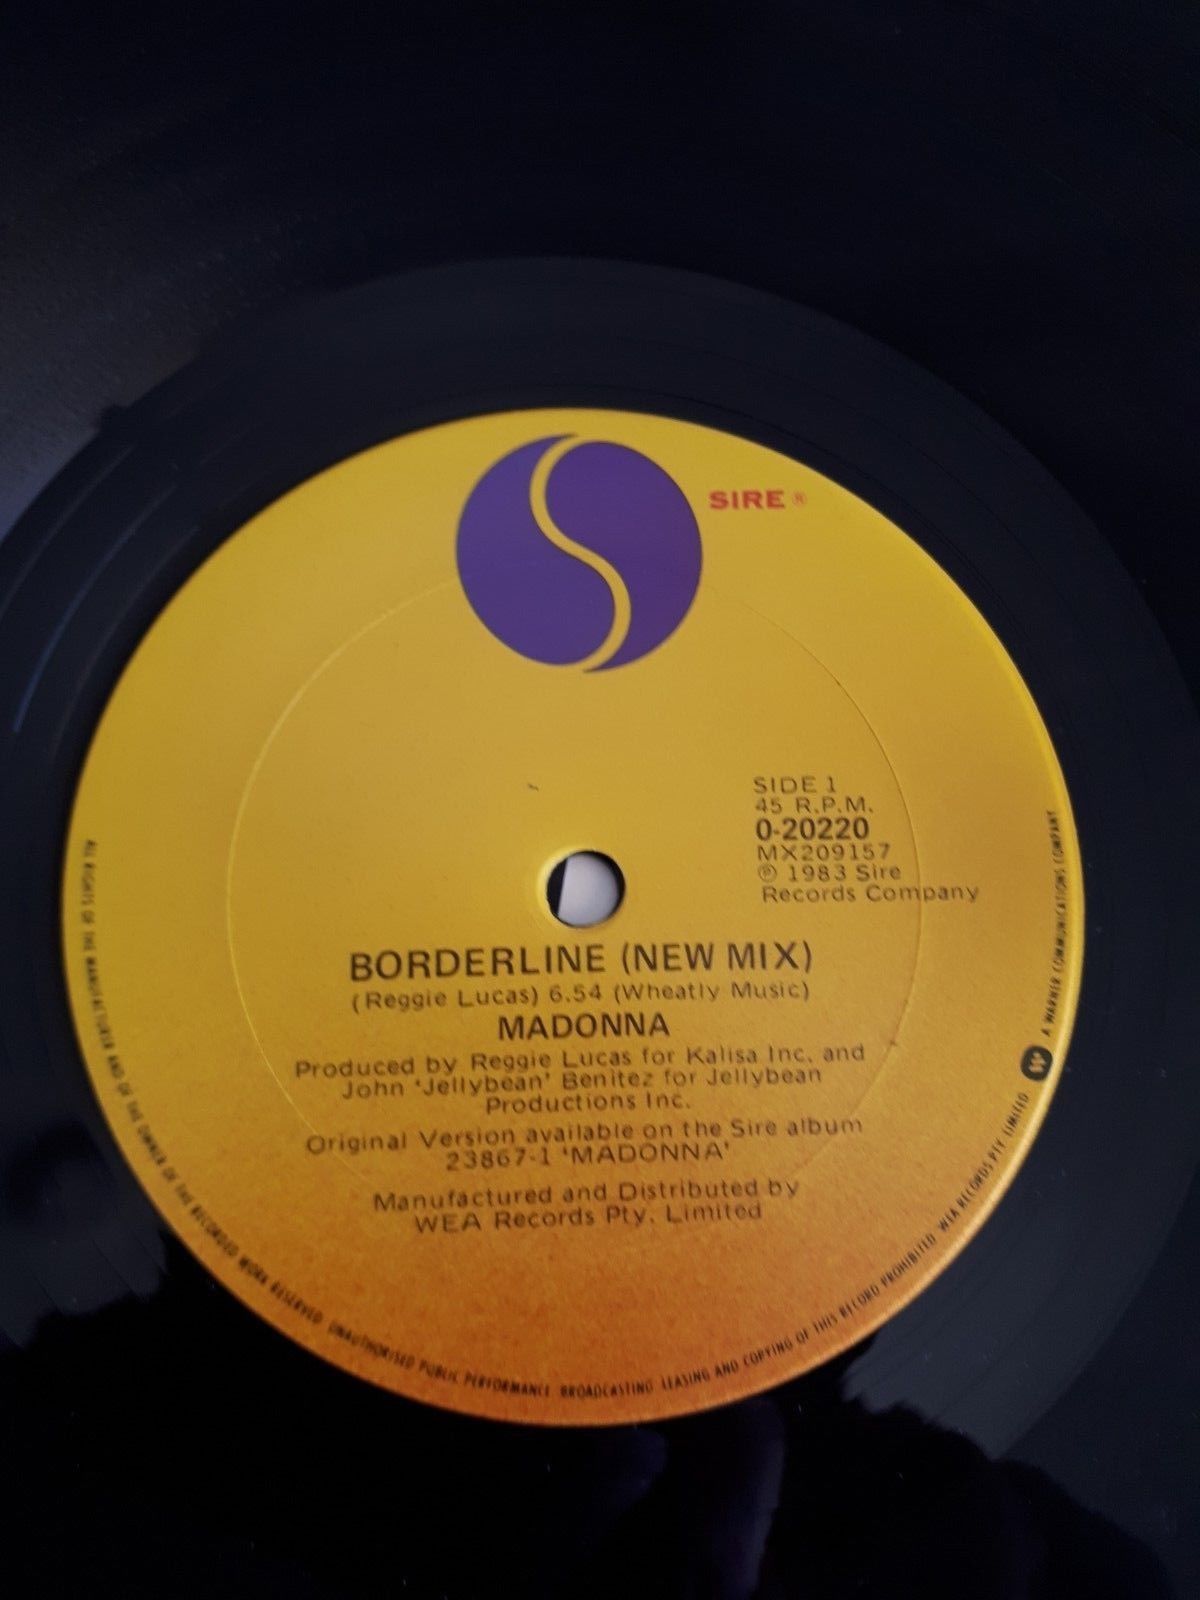 SIRE ®
SIDE 1
45 R.P.M.
0-20220
MX209157
℗ 1983 Sire
Records Company
BORDERLINE (NEW MIX)
(Reggie Lucas) 6.54 (Wheatly Music)
MADONNA
Produced by Reggie Lucas for Kalisa Inc. and
John 'Jellybean' Benitez for Jellybean
Productions Inc.
Original Version available on the Sire album
23867-1 'MADONNA'
Manufactured and Distributed by
WEA Records Pty. Limited
ALL RIGHTS OF THE MANUFACTURER AND OF THE OWNER OF THE RECORDED WORK RESERVED UNAUTHORISED PUBLIC PERFORMANCE BROADCASTING LEASING AND COPYING OF THIS RECORD PROHIBITED WEA RECORDS PTY LIMITED A WARNER COMMUNICATIONS COMPANY